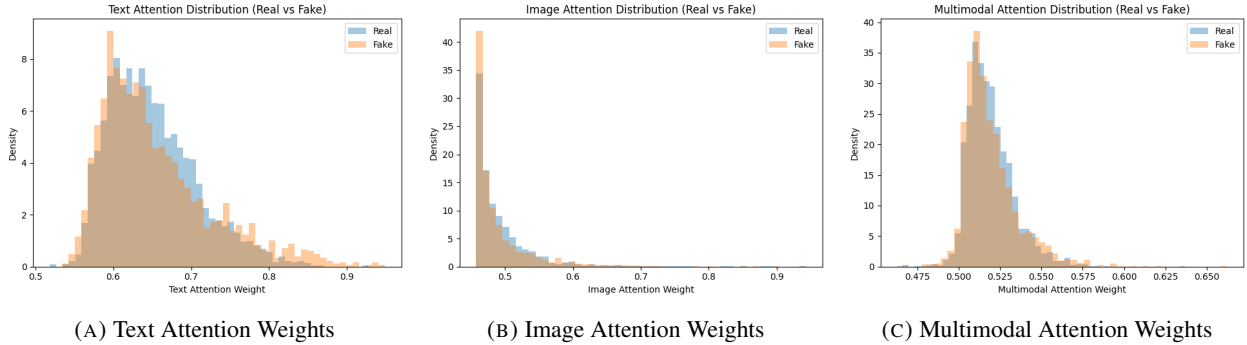 Text Attention Distribution (Real vs Fake)
Real
Fake
8
6
4
2
0
Density
0.5
0.6
0.7
0.8
0.9
Text Attention Weight
(A) Text Attention Weights
Image Attention Distribution (Real vs Fake)
Real
Fake
40
35
30
25
20
15
10
5
0
Density
0.5
0.6
0.7
0.8
0.9
Image Attention Weight
(B) Image Attention Weights
Multimodal Attention Distribution (Real vs Fake)
Real
Fake
40
35
30
25
20
15
10
5
0
Density
0.475
0.500
0.525
0.550
0.575
0.600
0.625
0.650
Multimodal Attention Weight
(C) Multimodal Attention Weights